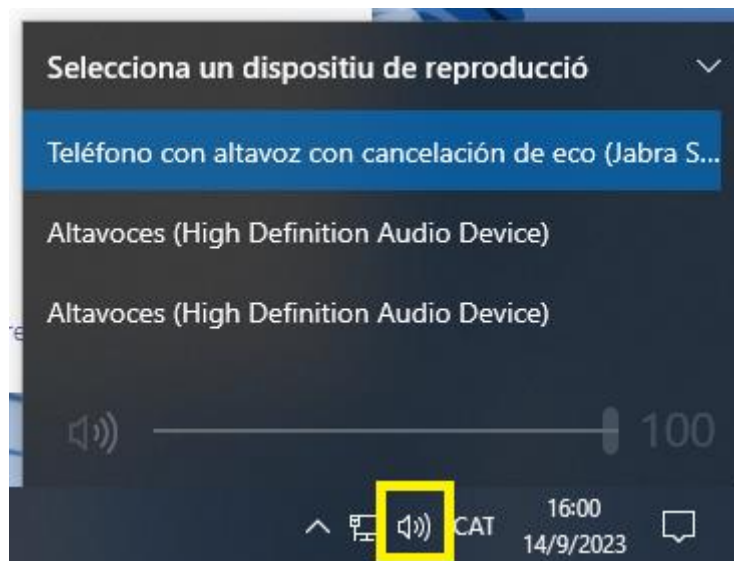 Selecciona un dispositiu de reproducció
Teléfono con altavoz con cancelación de eco (Jabra S...
Altavoces (High Definition Audio Device)
Altavoces (High Definition Audio Device)
100
CAT
16:00
14/9/2023